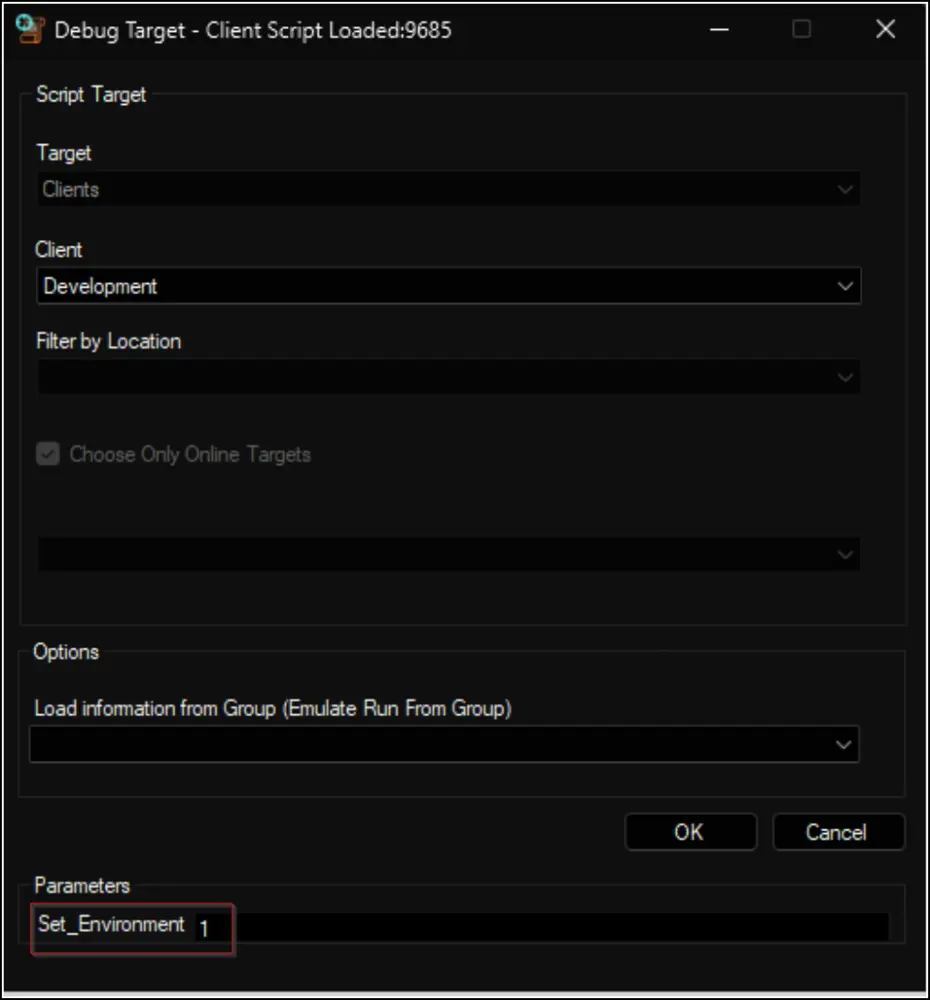 Debug Target - Client Script Loaded:9685
Script Target
Target
Clients
Client
Development
Filter by Location
Choose Only Online Targets
Options
Load information from Group (Emulate Run From Group)
OK Cancel
Parameters
Set_Environment 1